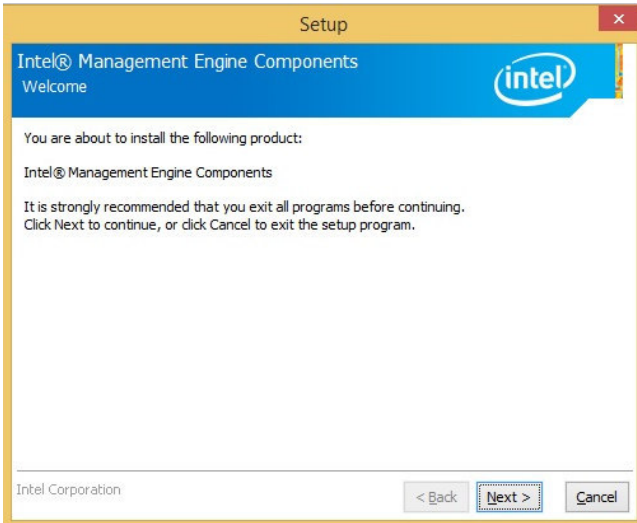 Setup
Intel® Management Engine Components
Welcome
intel
You are about to install the following product:
Intel® Management Engine Components
It is strongly recommended that you exit all programs before continuing.
Click Next to continue, or click Cancel to exit the setup program.
Intel Corporation
< Back Next > Cancel